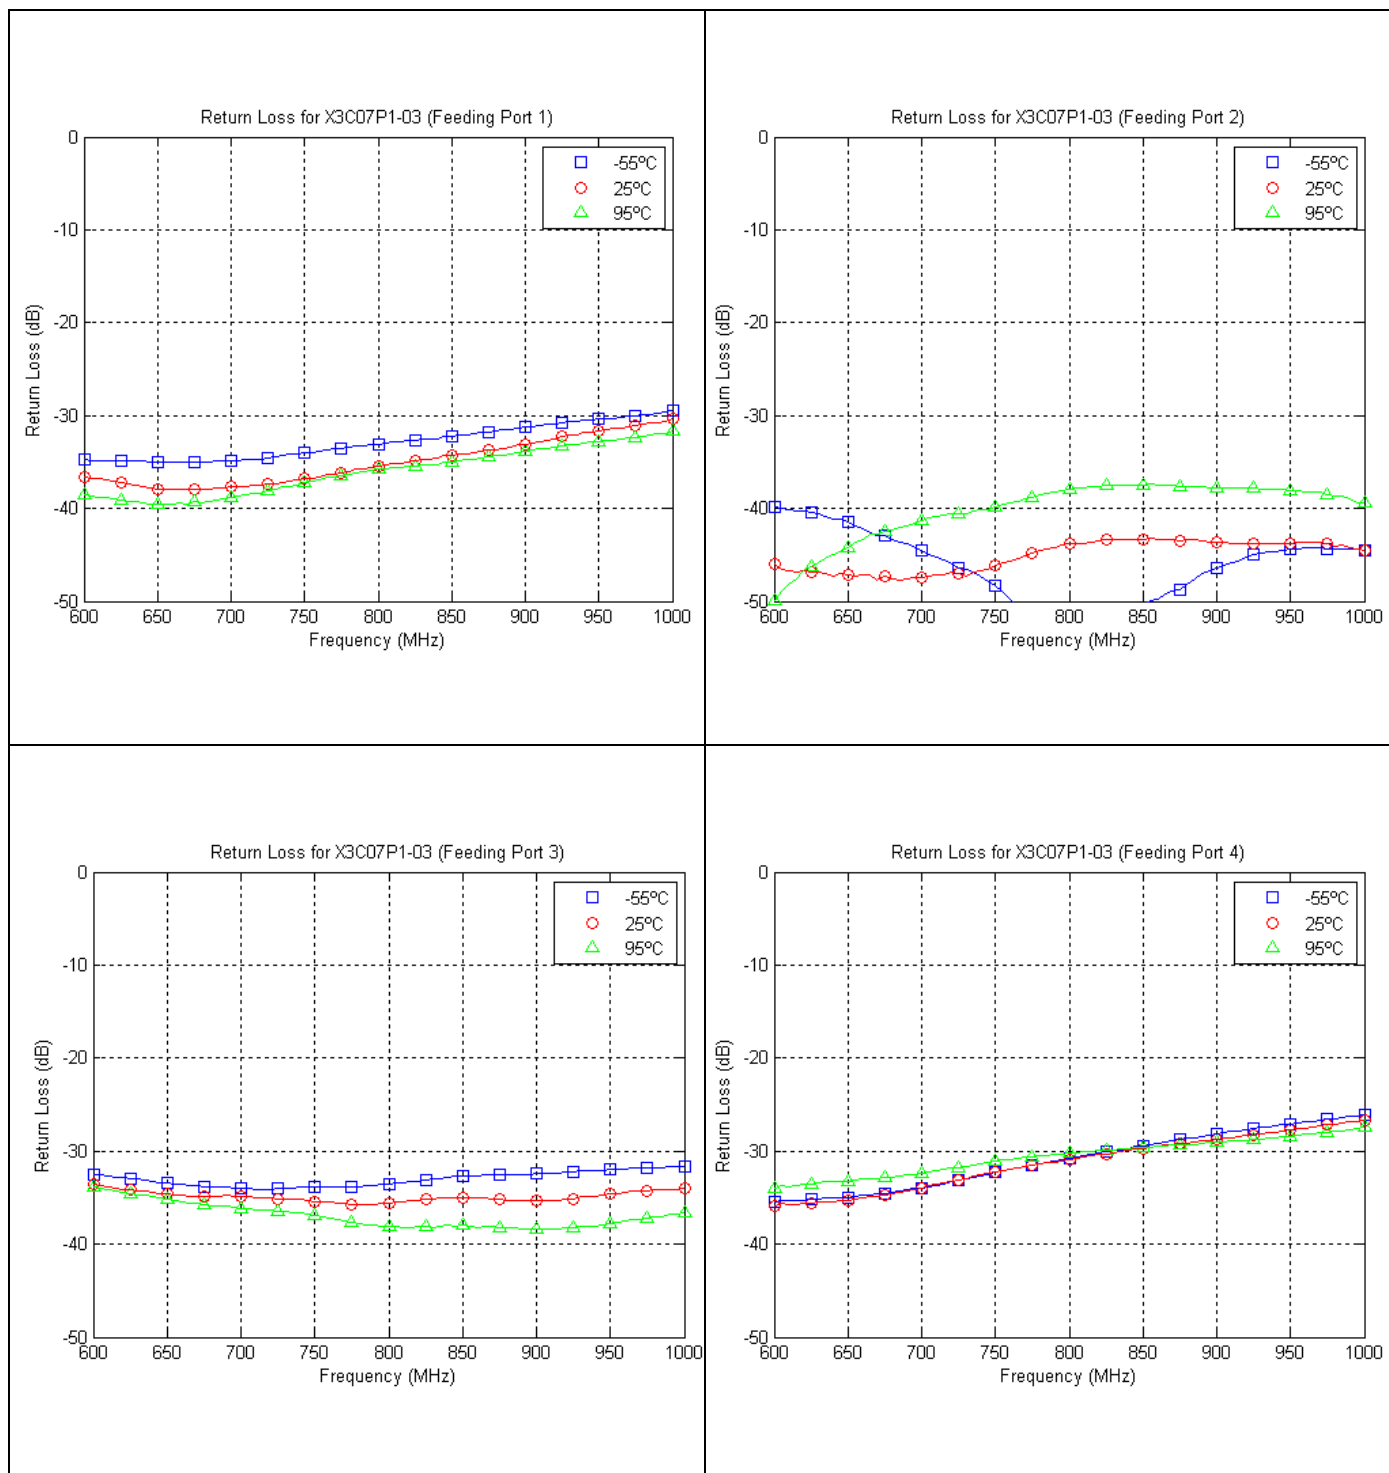 Return Loss for X3C07P1-03 (Feeding Port 1)
0
-10
-20
-30
-40
-50
Return Loss (dB)
-55ºC
25ºC
95ºC
600 650 700 750 800 850 900 950 1000
Frequency (MHz)
Return Loss for X3C07P1-03 (Feeding Port 2)
0
-10
-20
-30
-40
-50
Return Loss (dB)
-55ºC
25ºC
95ºC
600 650 700 750 800 850 900 950 1000
Frequency (MHz)
Return Loss for X3C07P1-03 (Feeding Port 3)
0
-10
-20
-30
-40
-50
Return Loss (dB)
-55ºC
25ºC
95ºC
600 650 700 750 800 850 900 950 1000
Frequency (MHz)
Return Loss for X3C07P1-03 (Feeding Port 4)
0
-10
-20
-30
-40
-50
Return Loss (dB)
-55ºC
25ºC
95ºC
600 650 700 750 800 850 900 950 1000
Frequency (MHz)